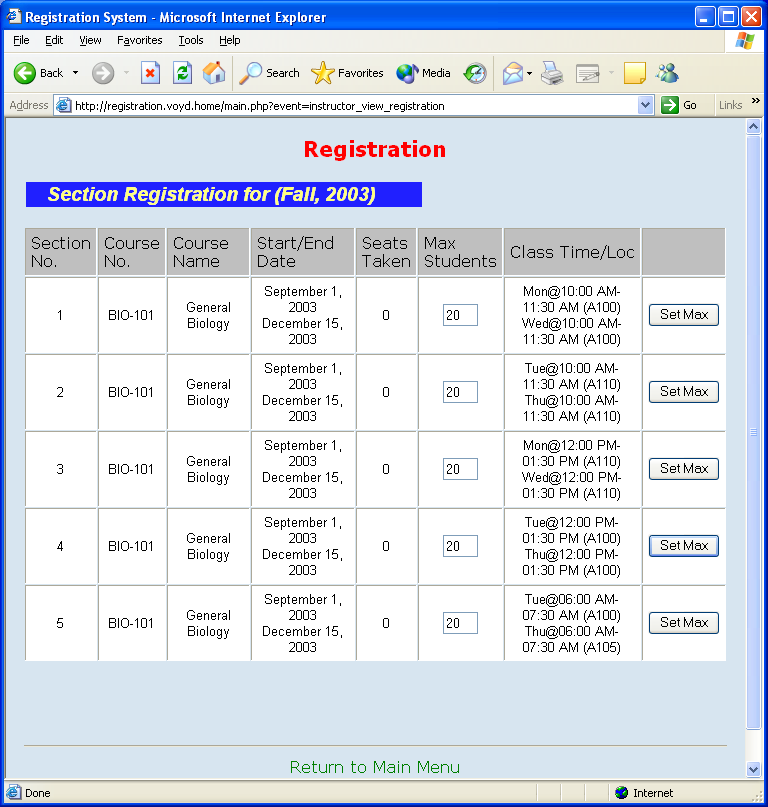 Registration System - Microsoft Internet Explorer
File Edit View Favorites Tools Help
Back Search Favorites Media
Address http://registration.voyd.home/main.php?event=instructor_view_registration Go Links »
Registration
Section Registration for (Fall, 2003)
Section No. Course No. Course Name Start/End Date Seats Taken Max Students Class Time/Loc
1 BIO-101 General Biology September 1, 2003 December 15, 2003 0 20 Mon@10:00 AM-11:30 AM (A100) Wed@10:00 AM-11:30 AM (A100) Set Max
2 BIO-101 General Biology September 1, 2003 December 15, 2003 0 20 Tue@10:00 AM-11:30 AM (A110) Thu@10:00 AM-11:30 AM (A110) Set Max
3 BIO-101 General Biology September 1, 2003 December 15, 2003 0 20 Mon@12:00 PM-01:30 PM (A110) Wed@12:00 PM-01:30 PM (A110) Set Max
4 BIO-101 General Biology September 1, 2003 December 15, 2003 0 20 Tue@12:00 PM-01:30 PM (A100) Thu@12:00 PM-01:30 PM (A100) Set Max
5 BIO-101 General Biology September 1, 2003 December 15, 2003 0 20 Tue@06:00 AM-07:30 AM (A100) Thu@06:00 AM-07:30 AM (A105) Set Max
Return to Main Menu
Done Internet